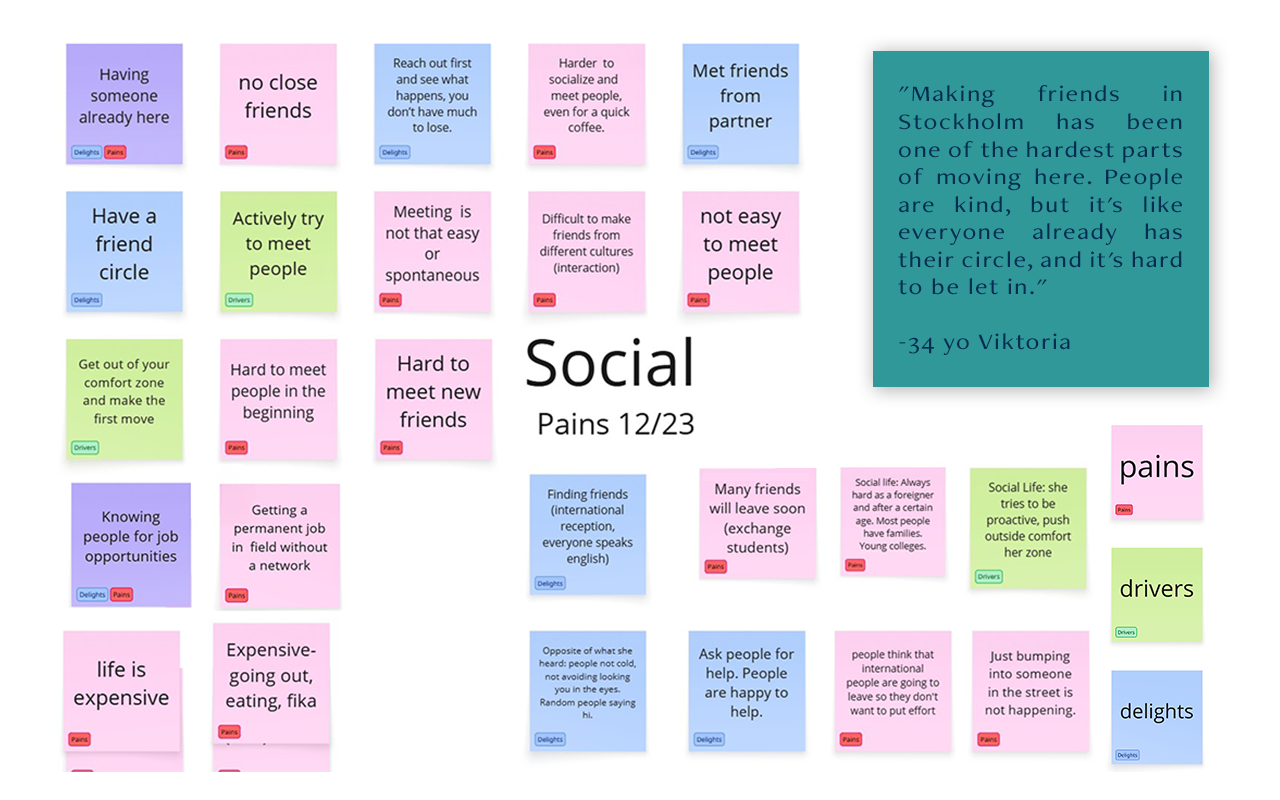 Having
someone
already here
Delights Pains
no close
friends
Pains
Reach out first
and see what
happens, you
don't have much
to lose.
Delights
Harder to
socialize and
meet people,
even for a quick
coffee.
Pains
Met friends
from
partner
Delights
"Making friends in
Stockholm has been
one of the hardest parts
of moving here. People
are kind, but it's like
everyone already has
their circle, and it's hard
to be let in."
-34 yo Viktoria
Have a
friend
circle
Delights
Actively try
to meet
people
Drivers
Meeting is
not that easy
or
spontaneous
Pains
Difficult to make
friends from
different cultures
(interaction)
Pains
not easy
to meet
people
Pains
Get out of your
comfort zone
and make the
first move
Drivers
Hard to meet
people in the
beginning
Pains
Hard to
meet new
friends
Pains
Social
Pains 12/23
Knowing
people for job
opportunities
Delights Pains
Getting a
permanent job
in field without
a network
Pains
Finding friends
(international
reception,
everyone speaks
english)
Delights
Many friends
will leave soon
(exchange
students)
Pains
Social life: Always
hard as a foreigner
and after a certain
age. Most people
have families.
Young colleges.
Pains
Social Life: she
tries to be
proactive, push
outside comfort
her zone
Drivers
pains
Pains
drivers
Drivers
delights
Delights
life is
expensive
Pains
Expensive-
going out,
eating, fika
Pains
Opposite of what she
heard: people not cold,
not avoiding looking
you in the eyes.
Random people saying
hi.
Delights
Ask people for
help. People
are happy to
help.
Delights
people think that
international
people are going to
leave so they don't
want to put effort
Pains
Just bumping
into someone
in the street is
not happening.
Pains